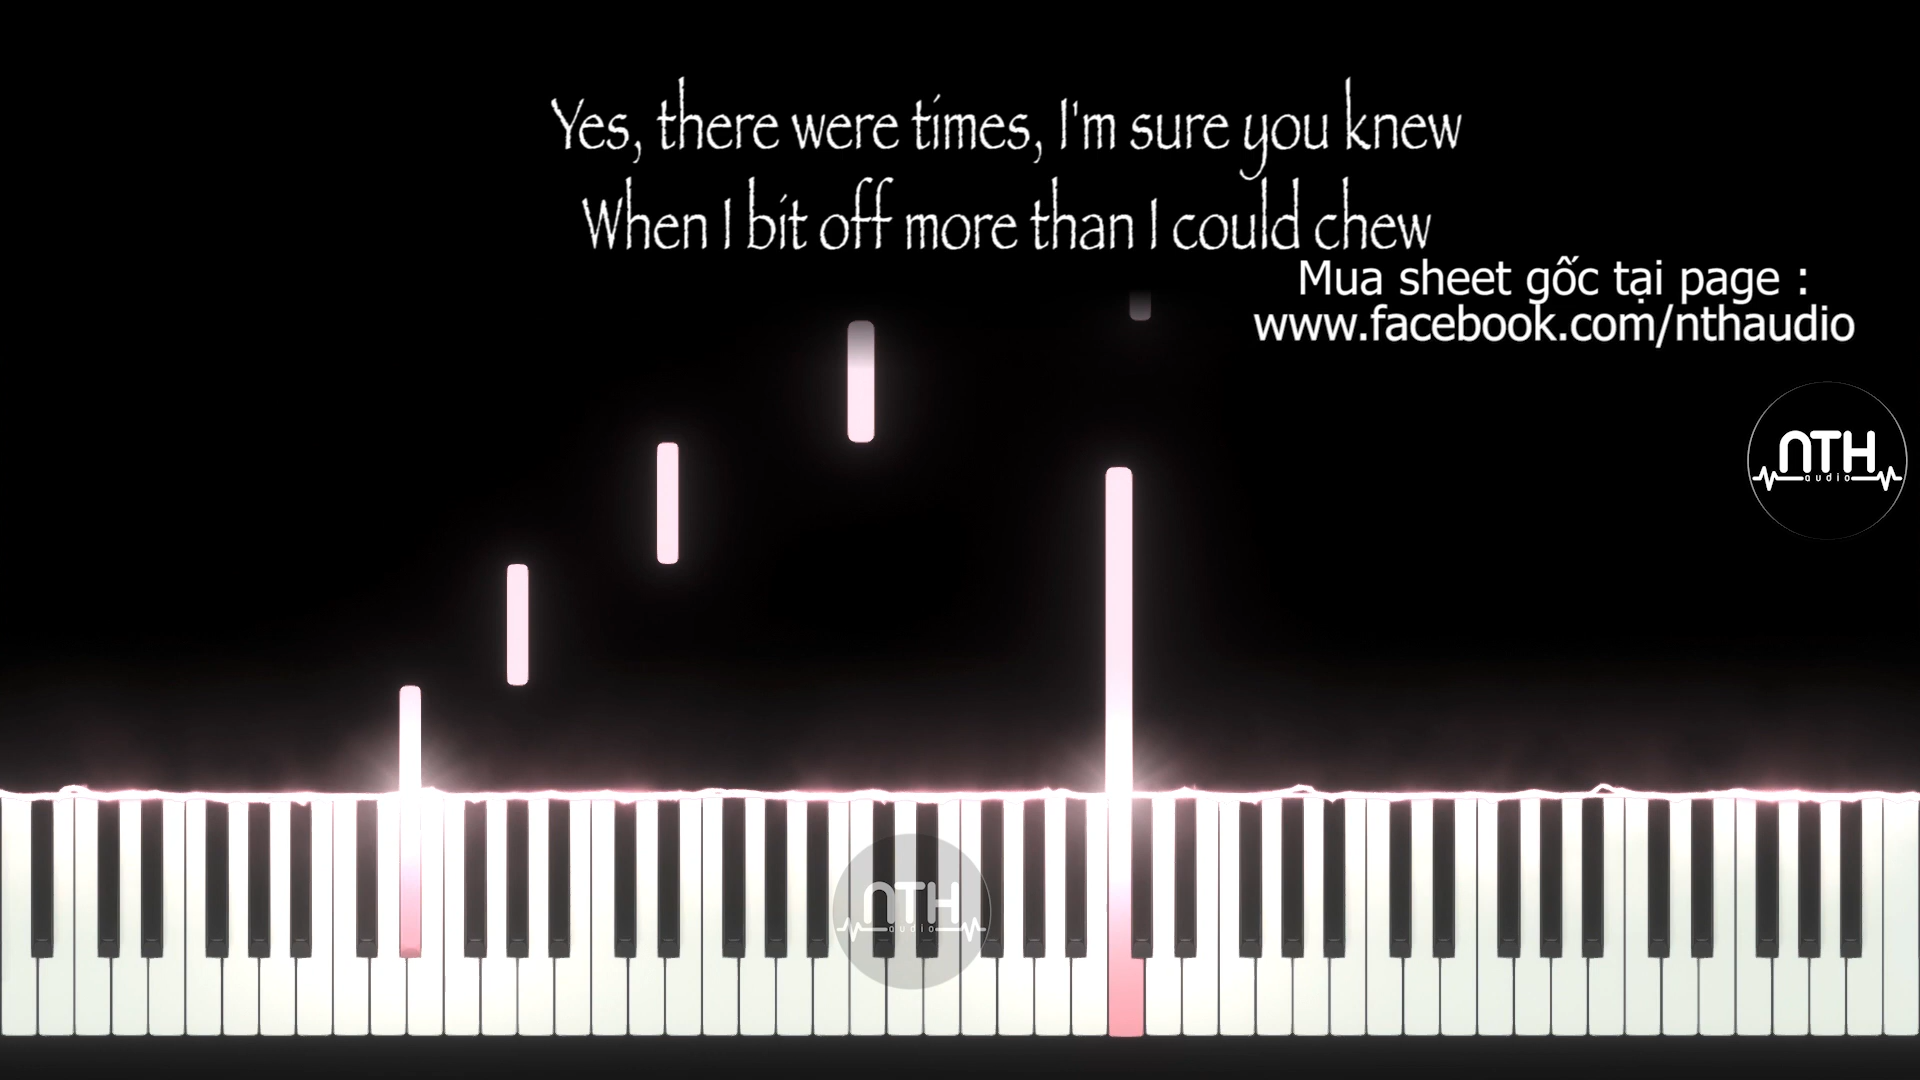 Yes, there were times, I'm sure you knew
When I bit off more than I could chew
Mua sheet gốc tại page :
www.facebook.com/nthaudio
NTH
audio
NTH
audio